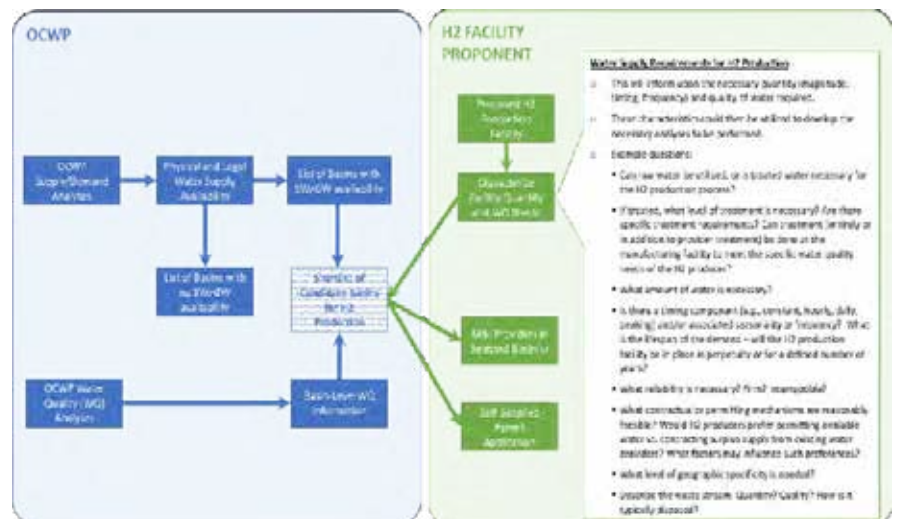 OCWP
H2 FACILITY
PROPONENT
Water Supply Requirements for H2 Production
This will inform upon the necessary quantity (magnitude,
timing, frequency) and quality of water required.
These characteristics could then be utilized to develop the
necessary analyses to be performed.
Example questions:
Can raw water be utilized, or is treated water necessary for
the H2 production process?
If treated, what level of treatment is necessary? Are there
specific treatment requirements? Can treatment (entirely or
in addition to provider treatment) be done at the
manufacturing facility to meet the specific water quality
needs of the H2 producer?
What amount of water is necessary?
Is there a timing component (e.g., constant, hourly, daily,
peaking) and/or associated seasonality or frequency? What
is the lifespan of the demand – will the H2 production
facility be in place in perpetuity or for a defined number of
years?
What reliability is necessary? Firm? Interruptible?
What contractual or permitting mechanisms are reasonably
feasible? Would H2 producers prefer permitting available
water vs. contracting surplus supply from existing water
providers? What factors may influence such preferences?
What level of geographic specificity is needed?
Describe the waste stream. Quantity? Quality? How is it
typically disposed?
Proposed H2
Production
Facility
Characterize
Facility Quantity
and WQ Needs
OCWP
Supply/Demand
Analyses
Physical and Legal
Water Supply
Availability
List of Basins with
SW/GW availability
List of Basins with
no SW/GW
availability
Shortlist of
Candidate Basins
for H2
Production
OCWP Water
Quality (WQ)
Analyses
Basin-Level WQ
Information
Providers in
Self Supplied
Permit
Application